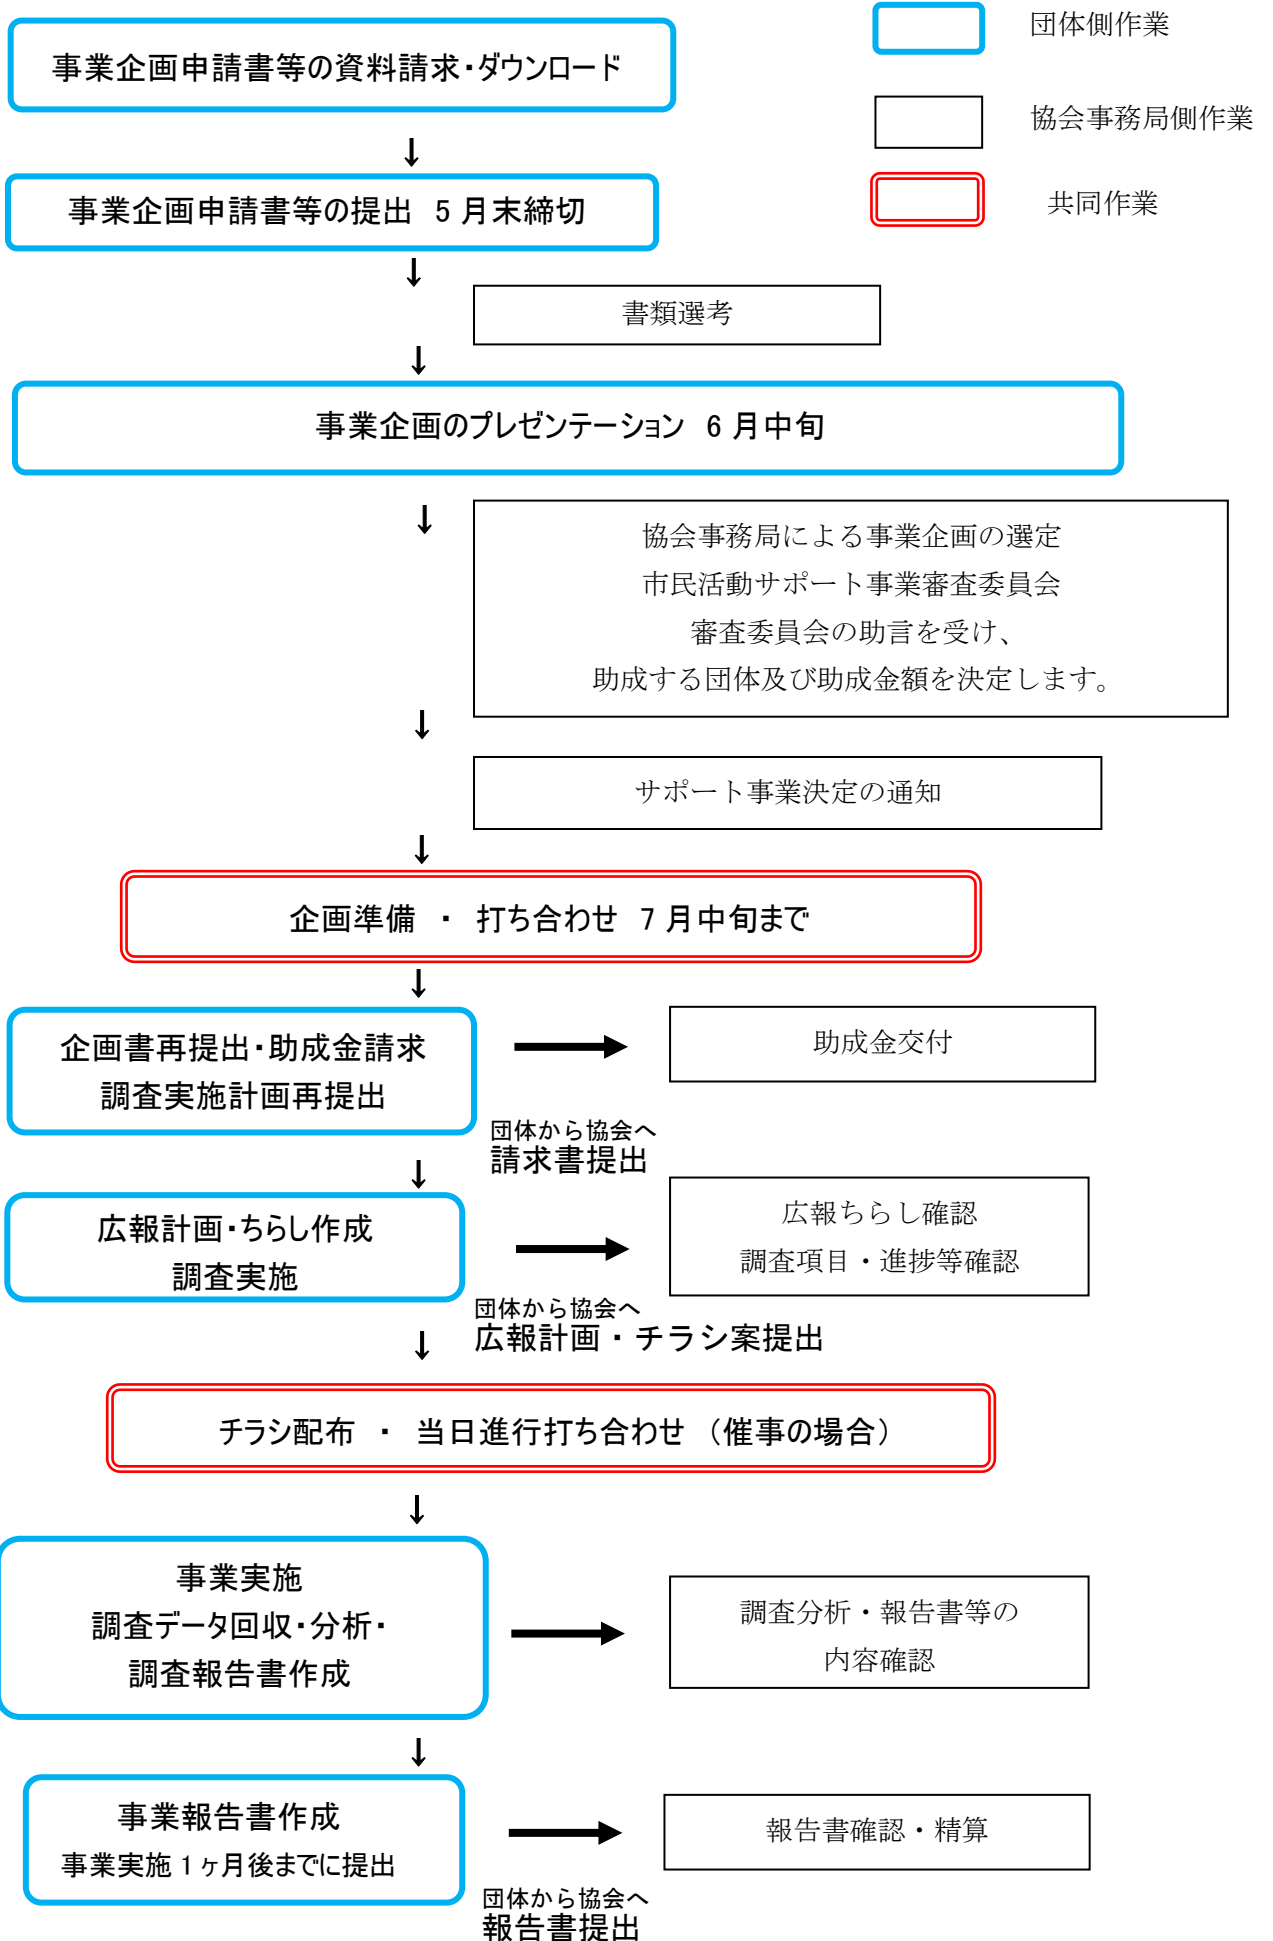 団体側作業
事業企画申請書等の資料請求・ダウンロード
協会事務局側作業
共同作業
事業企画申請書等の提出 5月末締切
書類選考
事業企画のプレゼンテーション 6月中旬
協会事務局による事業企画の選定
市民活動サポート事業審査委員会
審査委員会の助言を受け、
助成する団体及び助成金額を決定します。
サポート事業決定の通知
企画準備 ・ 打ち合わせ 7月中旬まで
企画書再提出・助成金請求
調査実施計画再提出
助成金交付
団体から協会へ
請求書提出
広報計画・ちらし作成
調査実施
広報ちらし確認
調査項目・進捗等確認
団体から協会へ
広報計画・チラシ案提出
チラシ配布 ・ 当日進行打ち合わせ (催事の場合)
事業実施
調査データ回収・分析・
調査報告書作成
調査分析・報告書等の
内容確認
事業報告書作成
事業実施1ヶ月後までに提出
報告書確認・精算
団体から協会へ
報告書提出